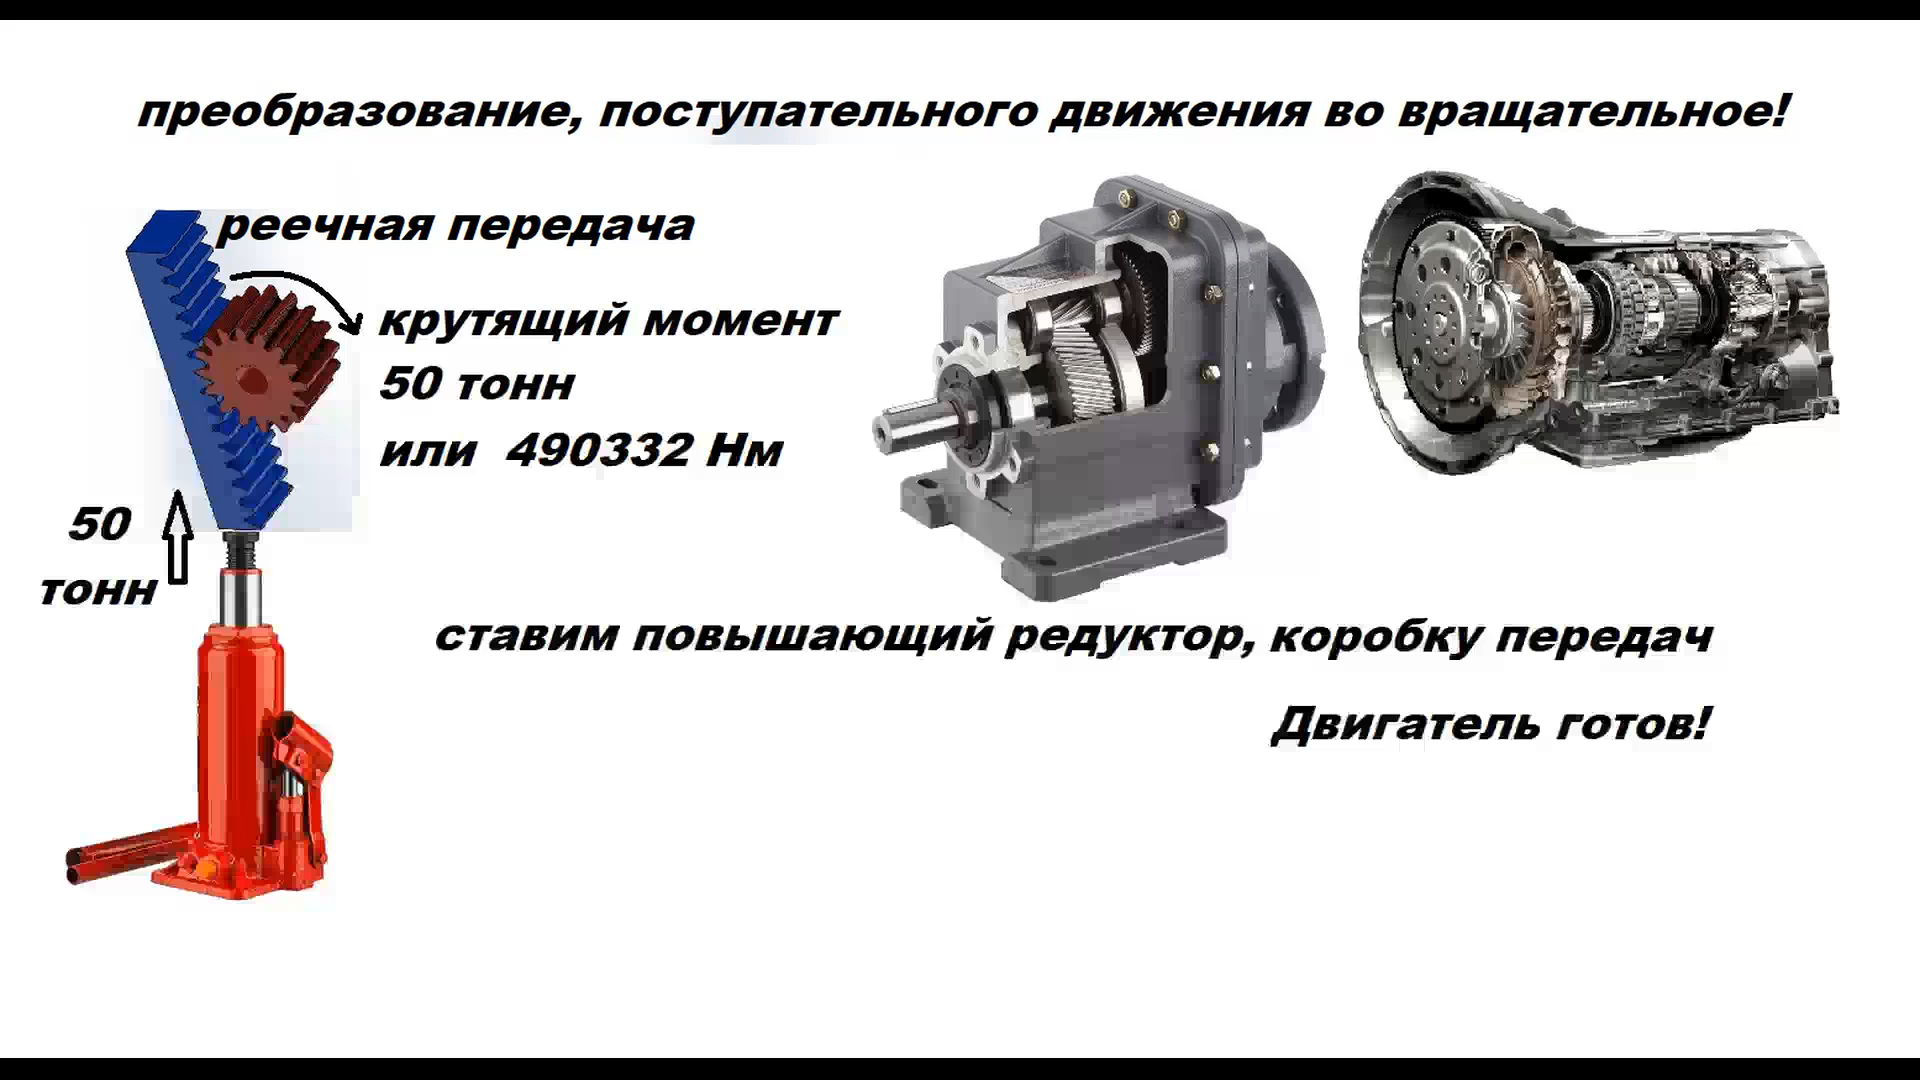 преобразование, поступательного движения во вращательное!
реечная передача
крутящий момент
50 тонн
или 490332 Нм
50
тонн
ставим повышающий редуктор, коробку передач
Двигатель готов!